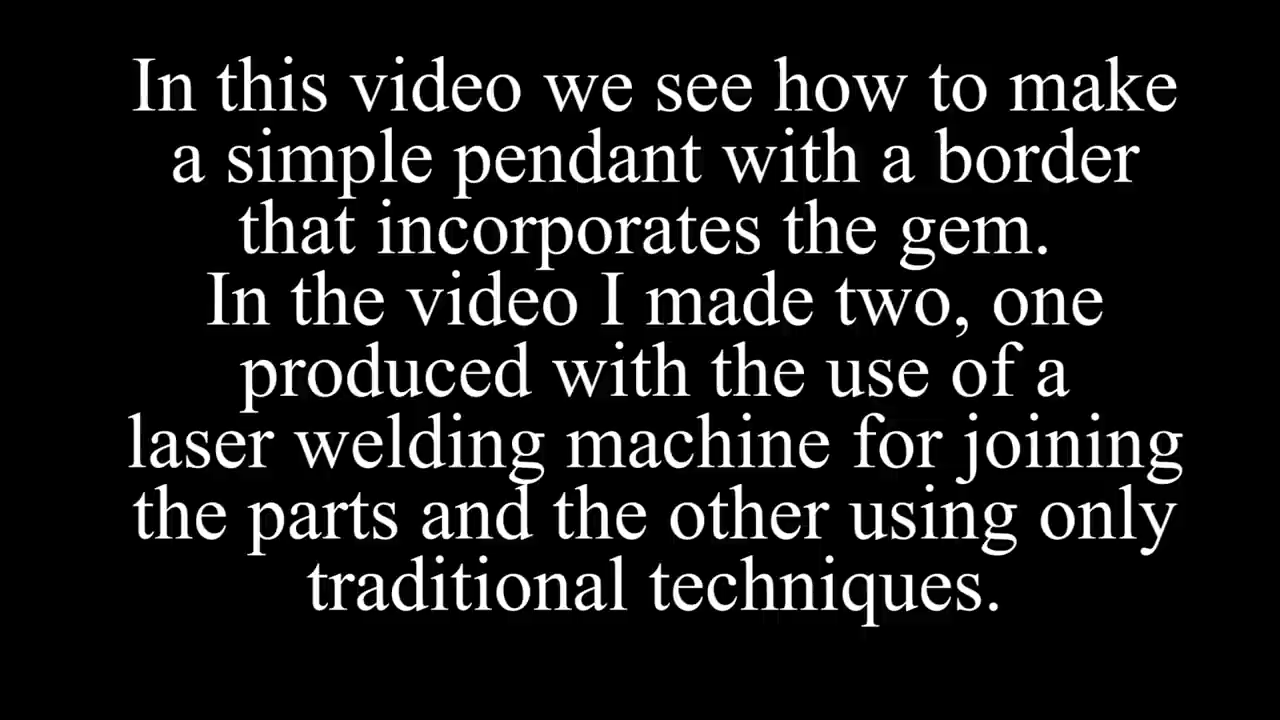 In this video we see how to make
a simple pendant with a border
that incorporates the gem.
In the video I made two, one
produced with the use of a
laser welding machine for joining
the parts and the other using only
traditional techniques.